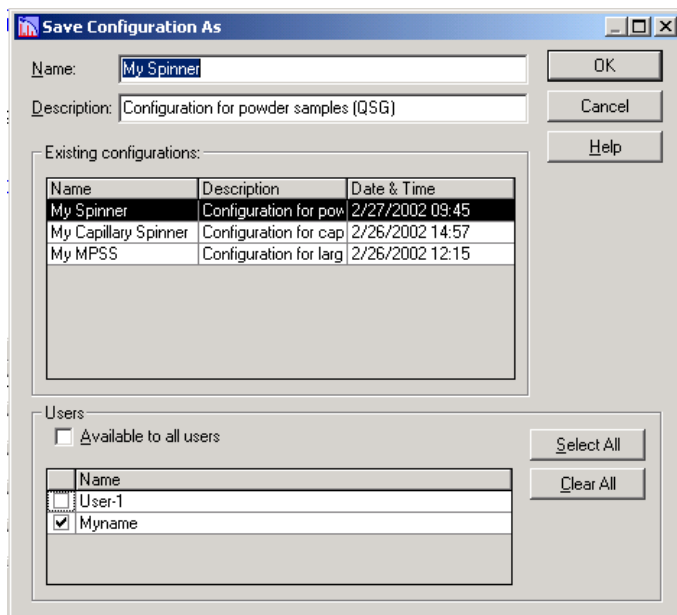 Save Configuration As
Name: My Spinner OK
Description: Configuration for powder samples (QSG) Cancel
Help
Existing configurations:
Name Description Date & Time
My Spinner Configuration for pow 2/27/2002 09:45
My Capillary Spinner Configuration for cap 2/26/2002 14:57
My MPSS Configuration for larg 2/26/2002 12:15
Users
Available to all users
Select All
Name Clear All
User-1
Myname